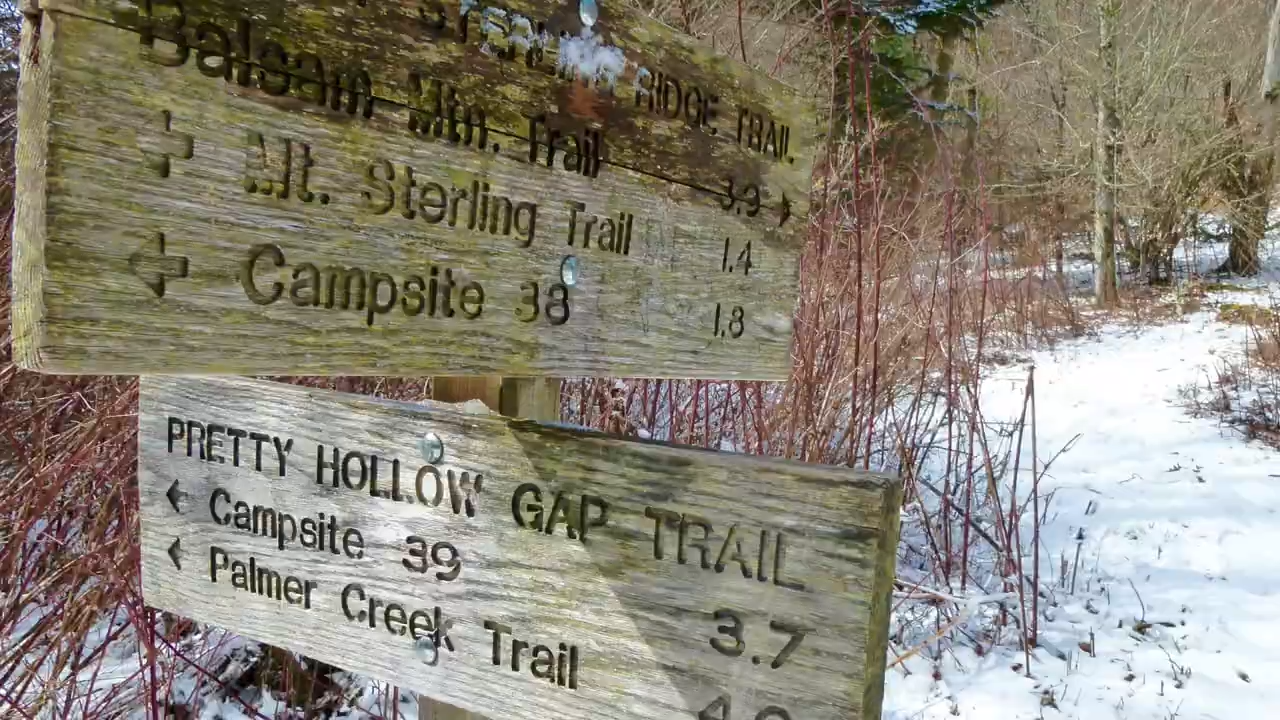 RIDGE TRAIL
Balsam Mtn. Trail 3.9
Mt. Sterling Trail 1.4
Campsite 38 1.8
PRETTY HOLLOW GAP TRAIL
Campsite 39 3.7
Palmer Creek Trail